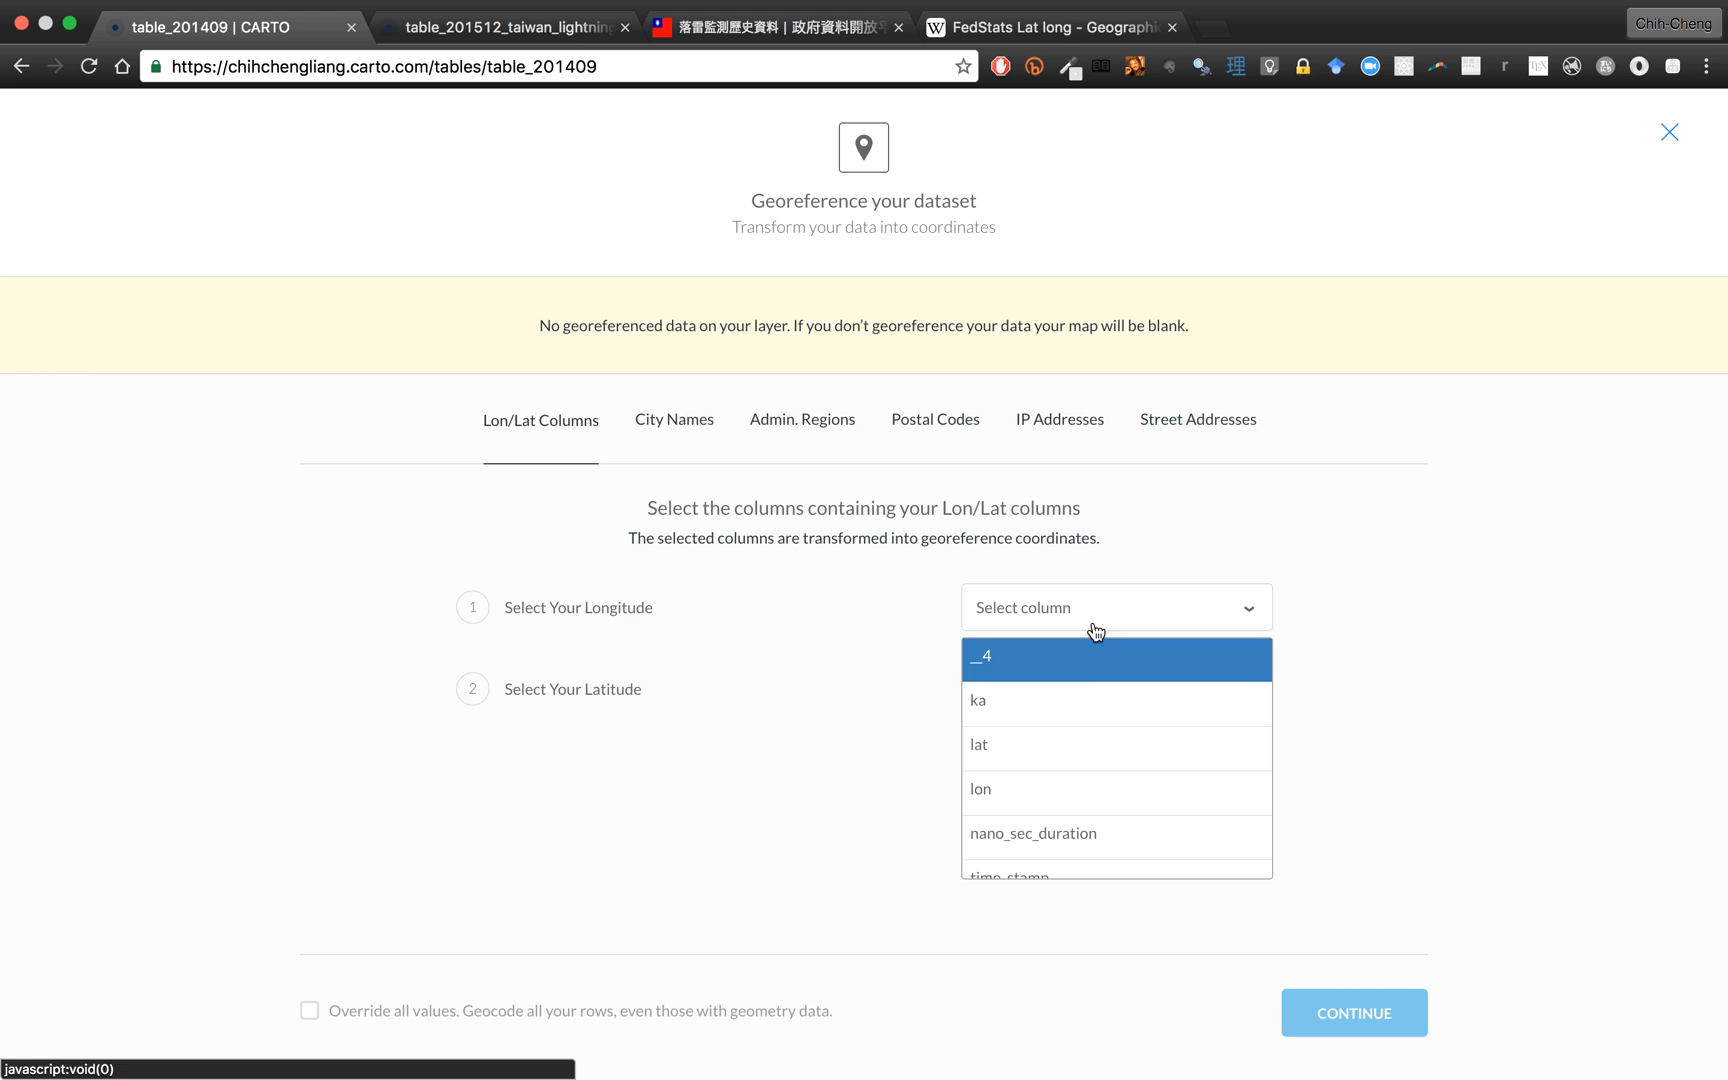 table_201409 | CARTO
table_201512_taiwan_lightning
落雷監測歷史資料 | 政府資料開放平
FedStats Lat long - Geographic
Chih-Cheng
https://chihchengliang.carto.com/tables/table_201409
Georeference your dataset
Transform your data into coordinates
No georeferenced data on your layer. If you don't georeference your data your map will be blank.
Lon/Lat Columns
City Names
Admin. Regions
Postal Codes
IP Addresses
Street Addresses
Select the columns containing your Lon/Lat columns
The selected columns are transformed into georeference coordinates.
1 Select Your Longitude
Select column
2 Select Your Latitude
__4
ka
lat
lon
nano_sec_duration
time_stamp
Override all values. Geocode all your rows, even those with geometry data.
CONTINUE
javascript:void(0)